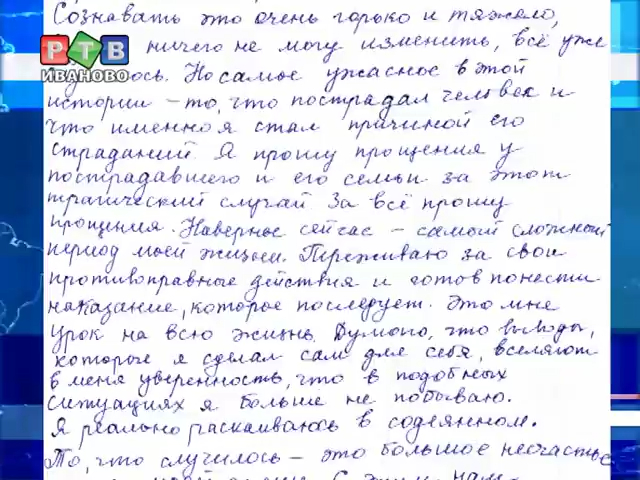 Сознавать это очень горько и тяжело,
ничего не могу изменить, всё уже
РТВ
ИВАНОВО
лось. Но самое ужасное в этой
истории – то, что пострадал человек и
что именно я стал причиной его
страданий. Я прошу прощения у
пострадавшего и его семьи за этот
трагический случай. За всё прошу
прощения. Наверное сейчас – самый сложный
период моей жизни. Переживаю за свои
противоправные действия и готов понести
наказание, которое последует. Это мне
урок на всю жизнь. Думаю, что выводы,
которые я сделал сам для себя, вселяют
в меня уверенность, что в подобных
ситуациях я больше не побываю.
Я реально раскаиваюсь в содеянном.
То, что случилось – это большое несчастье